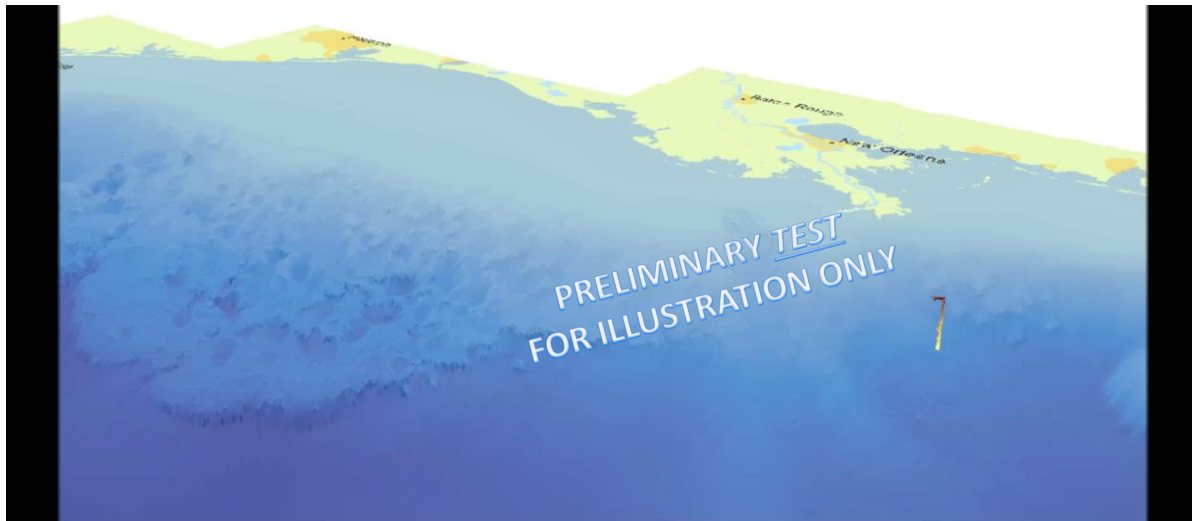 Baton Rouge
New Orleans
PRELIMINARY TEST
FOR ILLUSTRATION ONLY